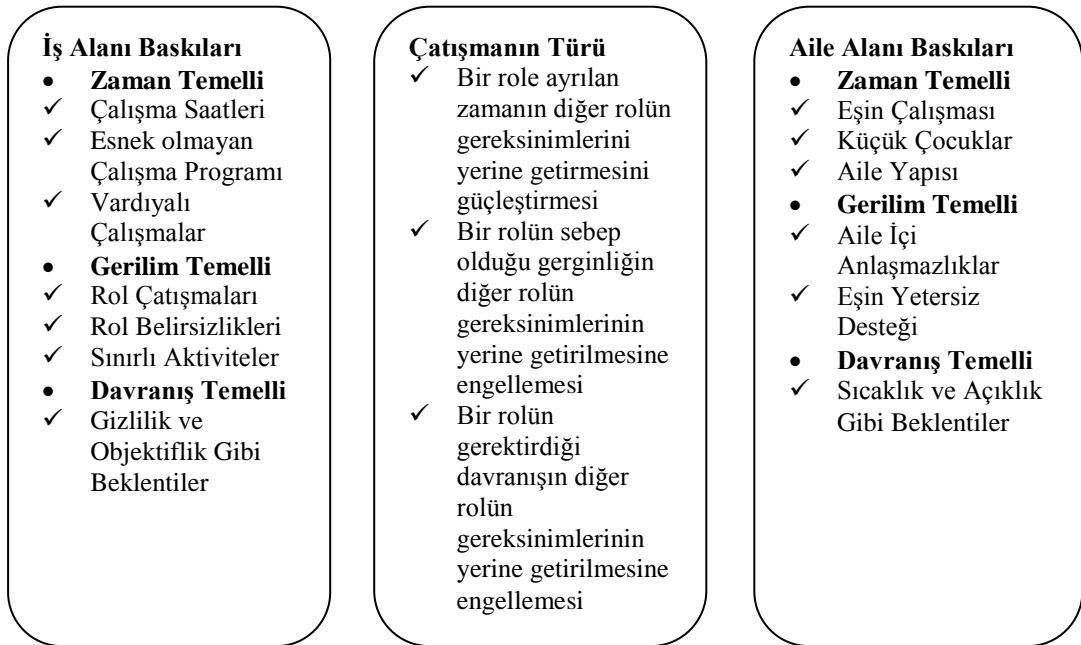 İş Alanı Baskıları
• Zaman Temelli
✓ Çalışma Saatleri
✓ Esnek olmayan
Çalışma Programı
✓ Vardıyalı
Çalışmalar
• Gerilim Temelli
✓ Rol Çatışmaları
✓ Rol Belirsizlikleri
✓ Sınırlı Aktiviteler
• Davranış Temelli
✓ Gizlilik ve
Objektiflik Gibi
Beklentiler
Çatışmanın Türü
✓ Bir role ayrılan
zamanın diğer rolün
gereksinimlerini
yerine getirmesini
güçleştirmesi
✓ Bir rolün sebep
olduğu gerginliğin
diğer rolün
gereksinimlerinin
yerine getirilmesine
engellemesi
✓ Bir rolün
gerektirdiği
davranışın diğer
rolün
gereksinimlerinin
yerine getirilmesine
engellemesi
Aile Alanı Baskıları
• Zaman Temelli
✓ Eşin Çalışması
✓ Küçük Çocuklar
✓ Aile Yapısı
• Gerilim Temelli
✓ Aile İçi
Anlaşmazlıklar
✓ Eşin Yetersiz
Desteği
• Davranış Temelli
✓ Sıcaklık ve Açıklık
Gibi Beklentiler